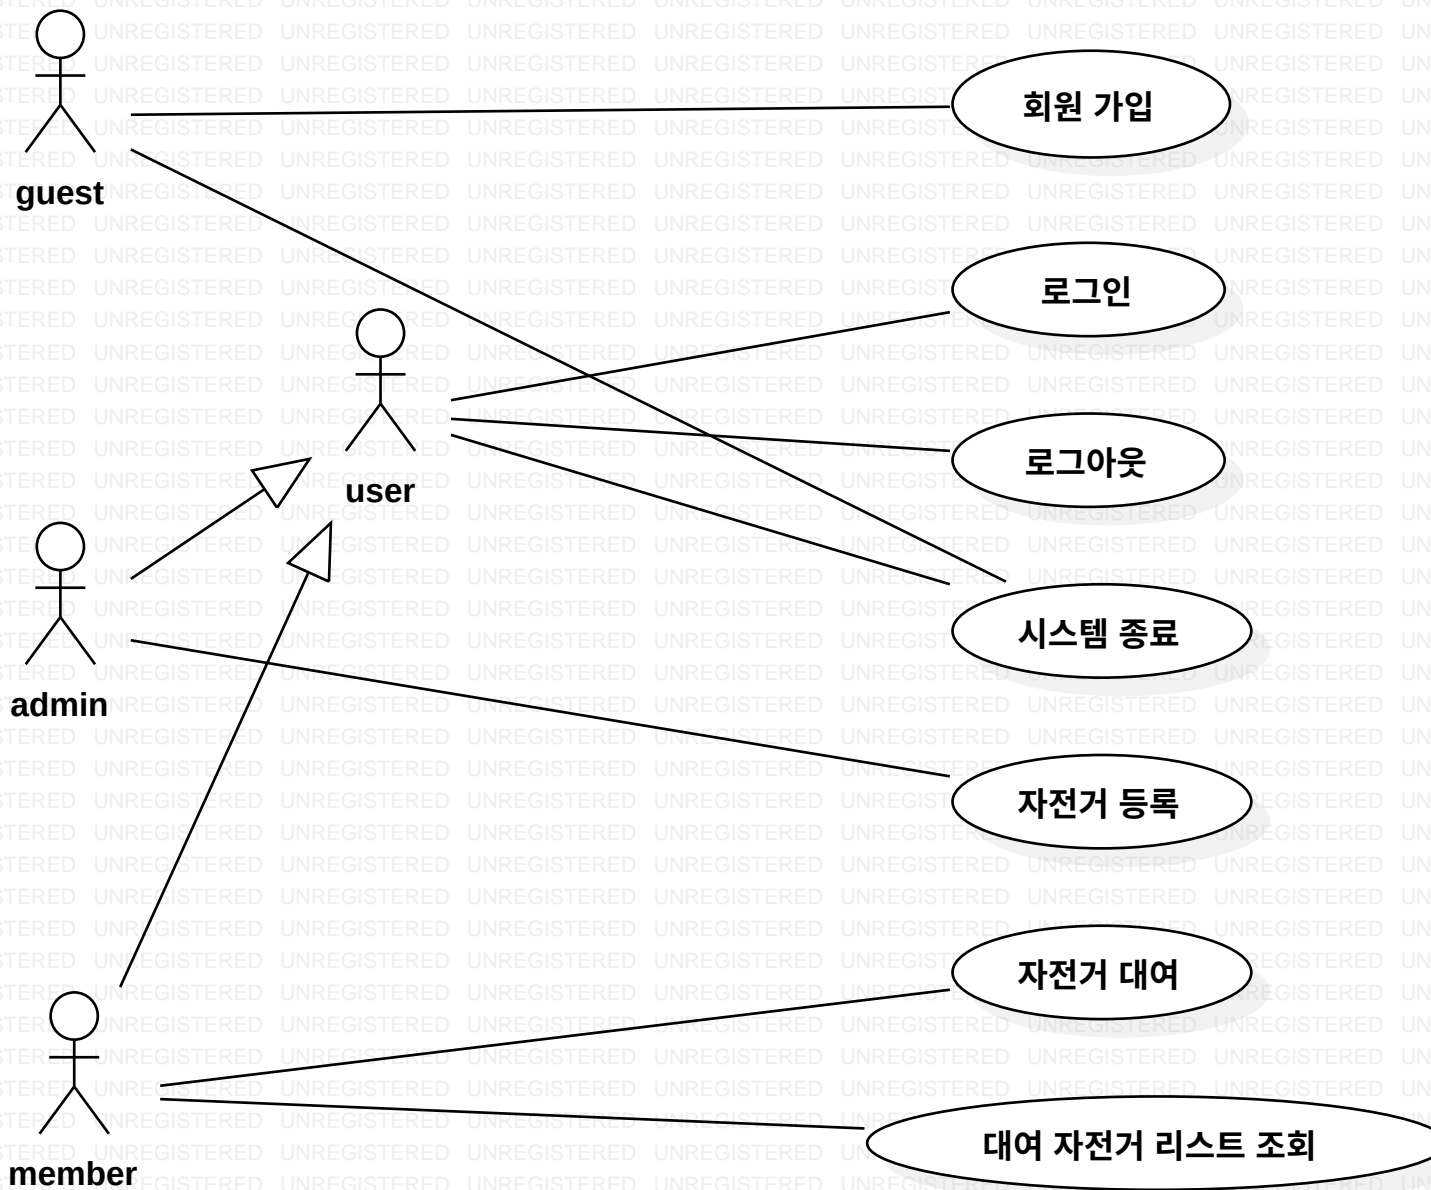 회원 가입
guest
로그인
user
로그아웃
시스템 종료
admin
자전거 등록
자전거 대여
대여 자전거 리스트 조회
member
UNREGISTERED